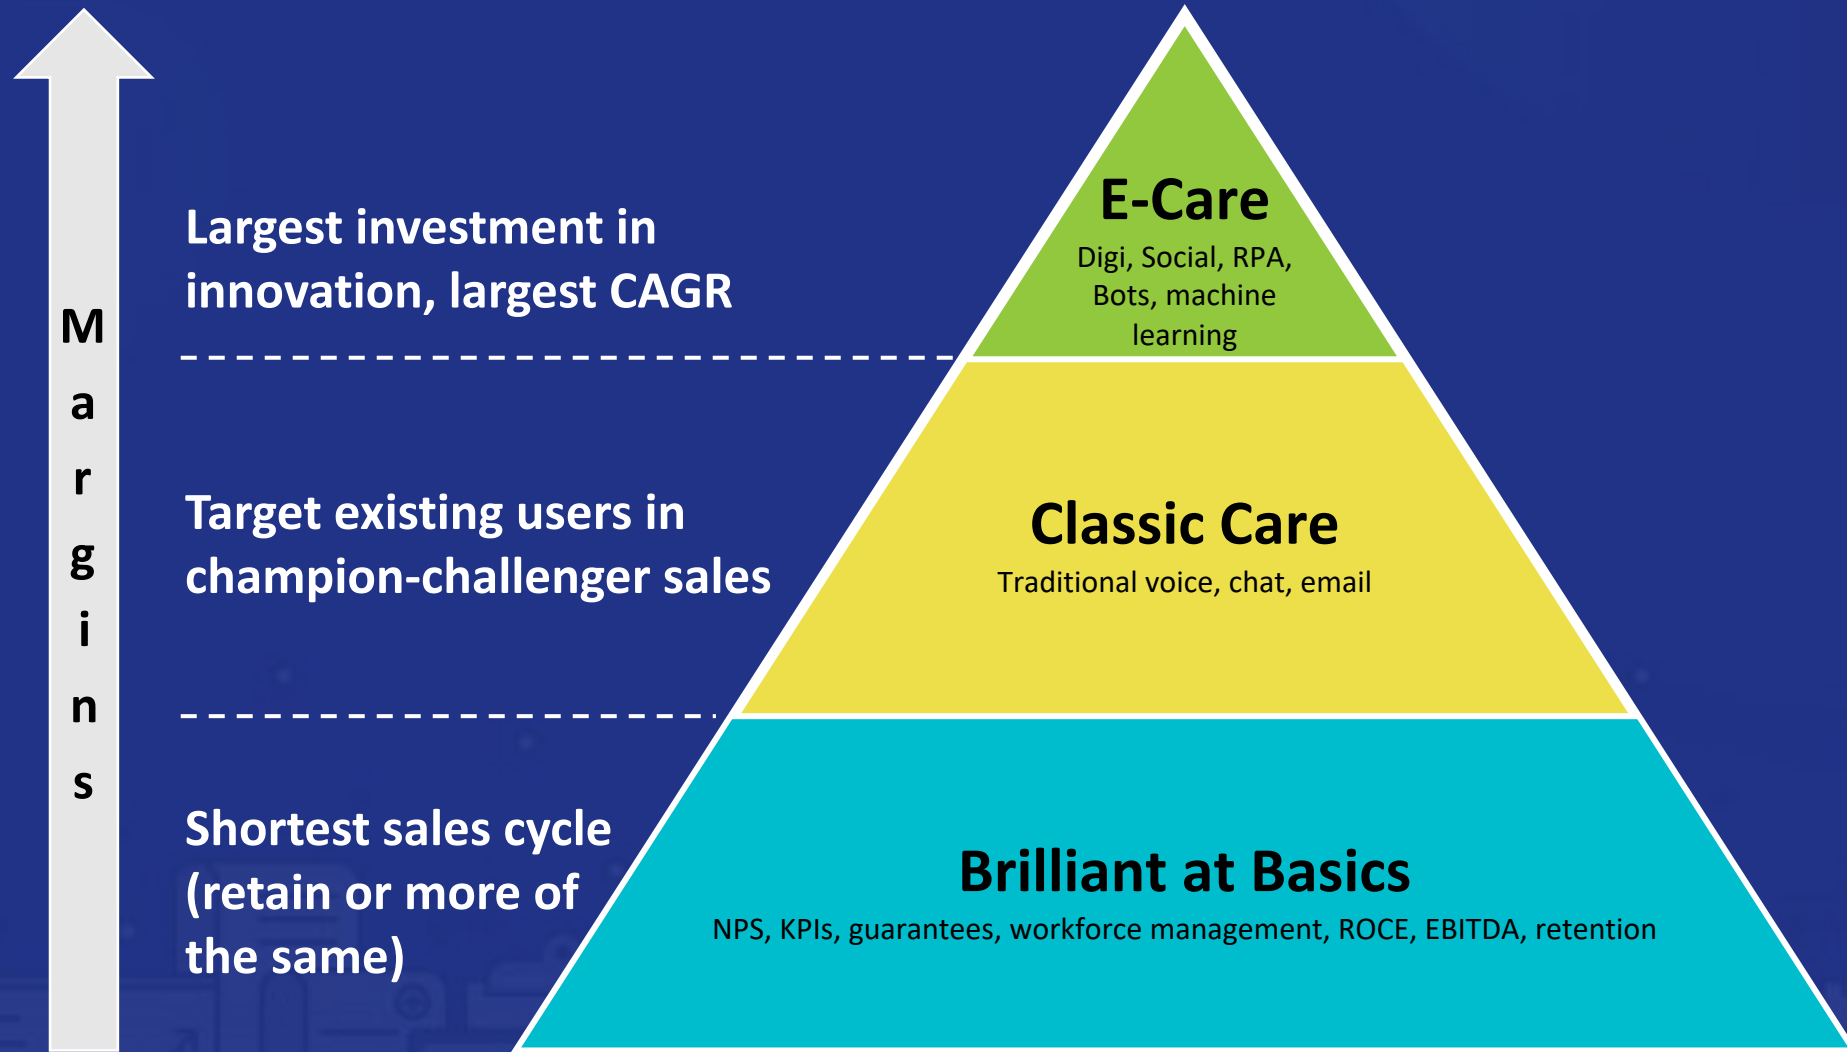 Margins
Largest investment in
innovation, largest CAGR
E-Care
Digi, Social, RPA,
Bots, machine
learning
Target existing users in
champion-challenger sales
Classic Care
Traditional voice, chat, email
Shortest sales cycle
(retain or more of
the same)
Brilliant at Basics
NPS, KPIs, guarantees, workforce management, ROCE, EBITDA, retention